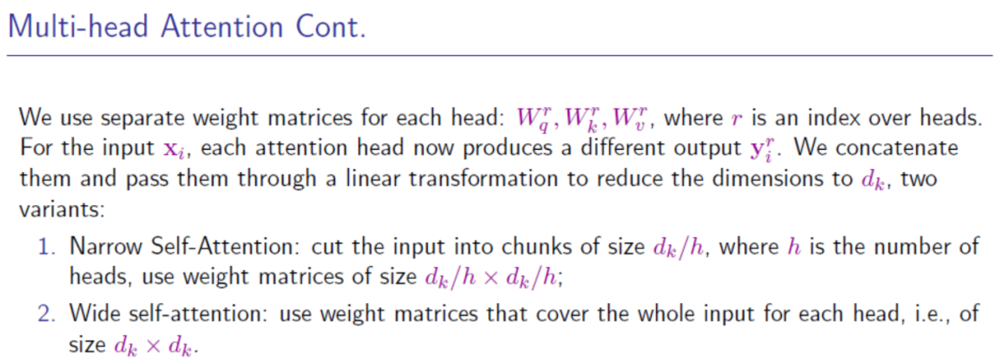 Multi-head Attention Cont.
We use separate weight matrices for each head: $W_q^r, W_k^r, W_v^r$, where $r$ is an index over heads.
For the input $\mathbf{x}_i$, each attention head now produces a different output $\mathbf{y}_i^r$. We concatenate
them and pass them through a linear transformation to reduce the dimensions to $d_k$, two
variants:
1. Narrow Self-Attention: cut the input into chunks of size $d_k/h$, where $h$ is the number of
heads, use weight matrices of size $d_k/h \times d_k/h$;
2. Wide self-attention: use weight matrices that cover the whole input for each head, i.e., of
size $d_k \times d_k$.